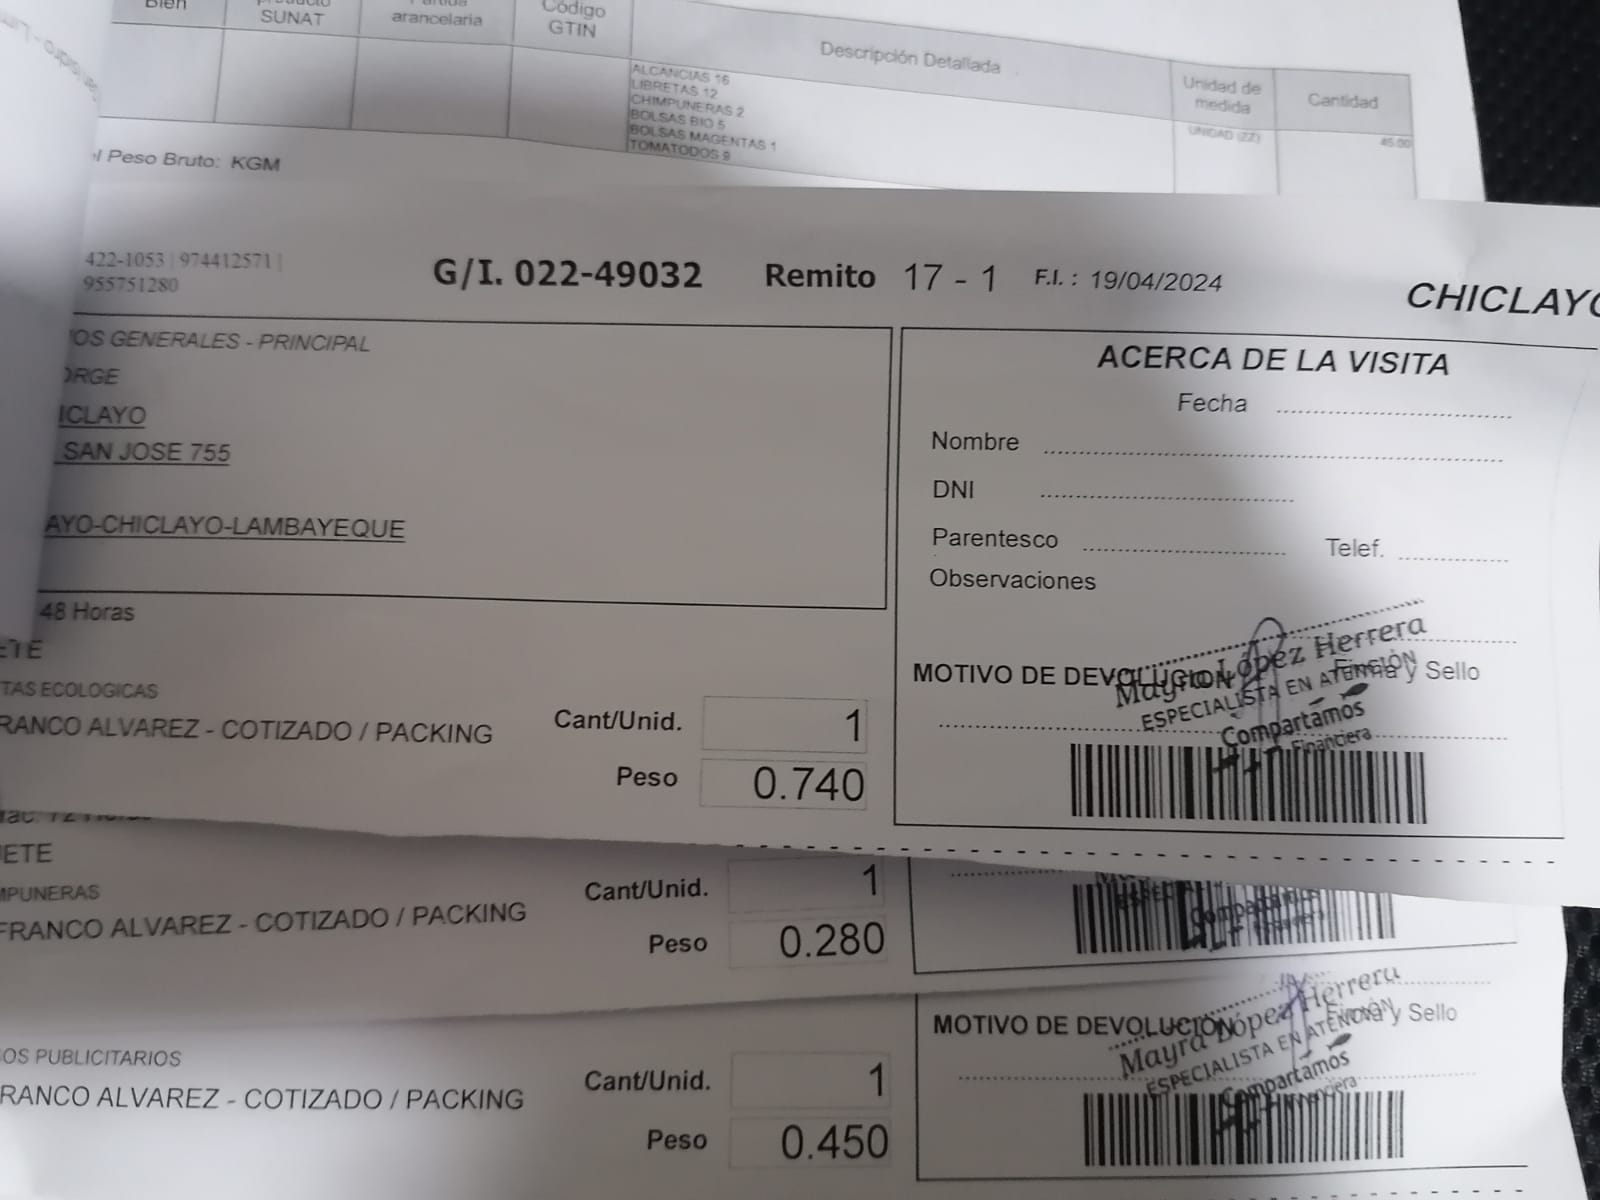 Bien
producto
SUNAT
Partida
arancelaria
Código
GTIN
Descripción Detallada
Unidad de
medida
Cantidad
ALCANCIAS 16
LIBRETAS 12
CHIMPUNERAS 2
BOLSAS BIO 5
BOLSAS MAGENTAS 1
TOMATODOS 9
UNIDAD (ZZ)
45.00
Peso Bruto: KGM
422-1053 | 974412571 |
955751280
G/I. 022-49032 Remito 17 - 1 F.I. : 19/04/2024
CHICLAYO
OS GENERALES - PRINCIPAL
ORGE
ICLAYO
SAN JOSE 755
AYO-CHICLAYO-LAMBAYEQUE
48 Horas
ETE
TAS ECOLOGICAS
RANCO ALVAREZ - COTIZADO / PACKING
Cant/Unid. 1
Peso 0.740
ACERCA DE LA VISITA
Fecha
Nombre
DNI
Parentesco Telef.
Observaciones
MOTIVO DE DEVOLUCION
Firma y Sello
Mayra López Herrera
ESPECIALISTA EN ATENCIÓN
Compartamos
Financiera
ETE
MPUNERAS
FRANCO ALVAREZ - COTIZADO / PACKING
Cant/Unid. 1
Peso 0.280
Compartamos
OS PUBLICITARIOS
RANCO ALVAREZ - COTIZADO / PACKING
Cant/Unid. 1
Peso 0.450
MOTIVO DE DEVOLUCION
Firma y Sello
Mayra López Herrera
ESPECIALISTA EN ATENCIÓN
Compartamos
Financiera